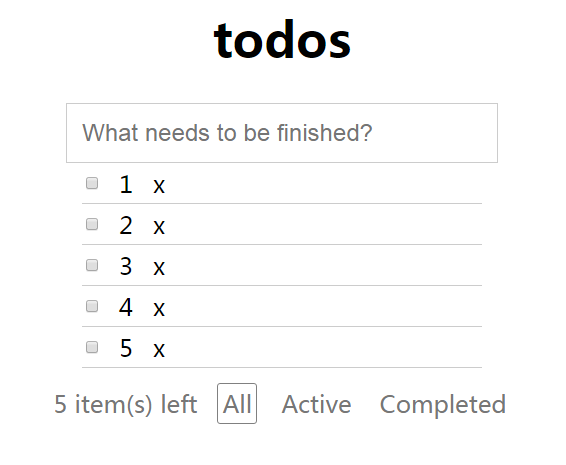 todos
What needs to be finished?
1 x
2 x
3 x
4 x
5 x
5 item(s) left All Active Completed